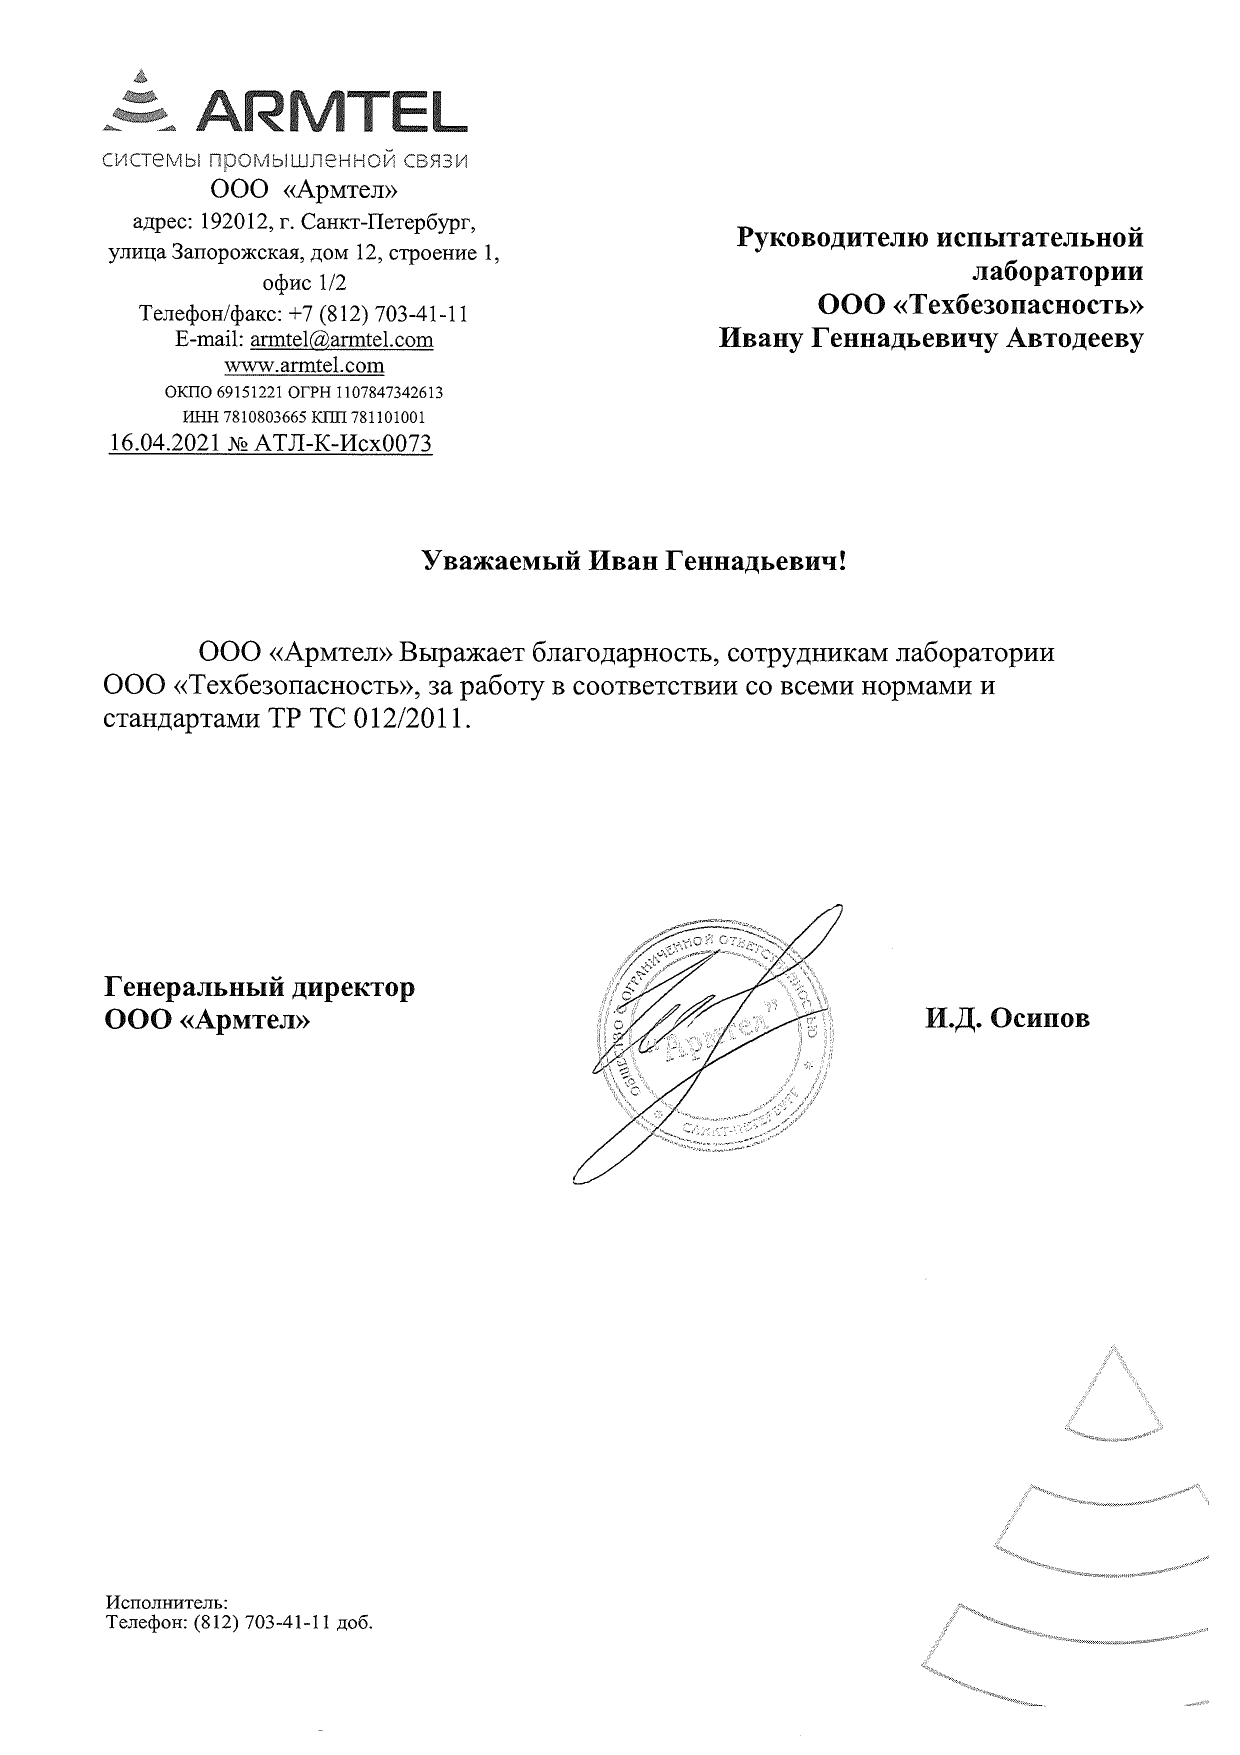 ARMTEL
системы промышленной связи
ООО «Армтел»
адрес: 192012, г. Санкт-Петербург,
улица Запорожская, дом 12, строение 1,
офис 1/2
Телефон/факс: +7 (812) 703-41-11
E-mail: armtel@armtel.com
www.armtel.com
ОКПО 69151221 ОГРН 1107847342613
ИНН 7810803665 КПП 781101001
16.04.2021 № АТЛ-К-Исх0073
Руководителю испытательной
лаборатории
ООО «Техбезопасность»
Ивану Геннадьевичу Автодееву
Уважаемый Иван Геннадьевич!
ООО «Армтел» Выражает благодарность, сотрудникам лаборатории
ООО «Техбезопасность», за работу в соответствии со всеми нормами и
стандартами ТР ТС 012/2011.
Генеральный директор
ООО «Армтел»
ОБЩЕСТВО С ОГРАНИЧЕННОЙ ОТВЕТСТВЕННОСТЬЮ
"Армтел"
* САНКТ-ПЕТЕРБУРГ *
И.Д. Осипов
Исполнитель:
Телефон: (812) 703-41-11 доб.